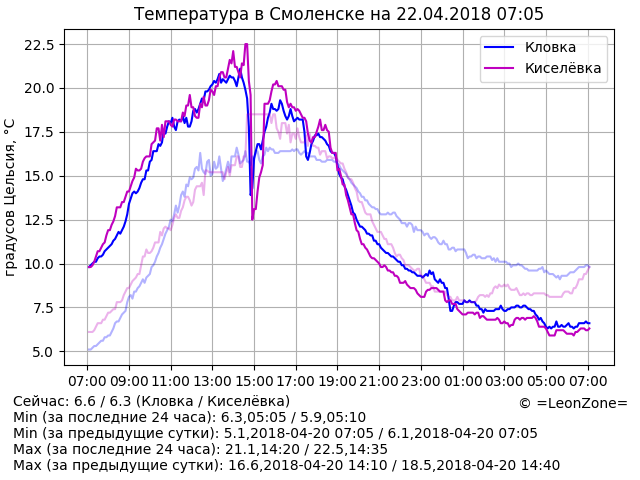 Температура в Смоленске на 22.04.2018 07:05
Кловка
Киселёвка
градусов Цельсия, °C
22.5
20.0
17.5
15.0
12.5
10.0
7.5
5.0
07:00 09:00 11:00 13:00 15:00 17:00 19:00 21:00 23:00 01:00 03:00 05:00 07:00
Сейчас: 6.6 / 6.3 (Кловка / Киселёвка)
© =LeonZone=
Min (за последние 24 часа): 6.3,05:05 / 5.9,05:10
Min (за предыдущие сутки): 5.1,2018-04-20 07:05 / 6.1,2018-04-20 07:05
Max (за последние 24 часа): 21.1,14:20 / 22.5,14:35
Max (за предыдущие сутки): 16.6,2018-04-20 14:10 / 18.5,2018-04-20 14:40